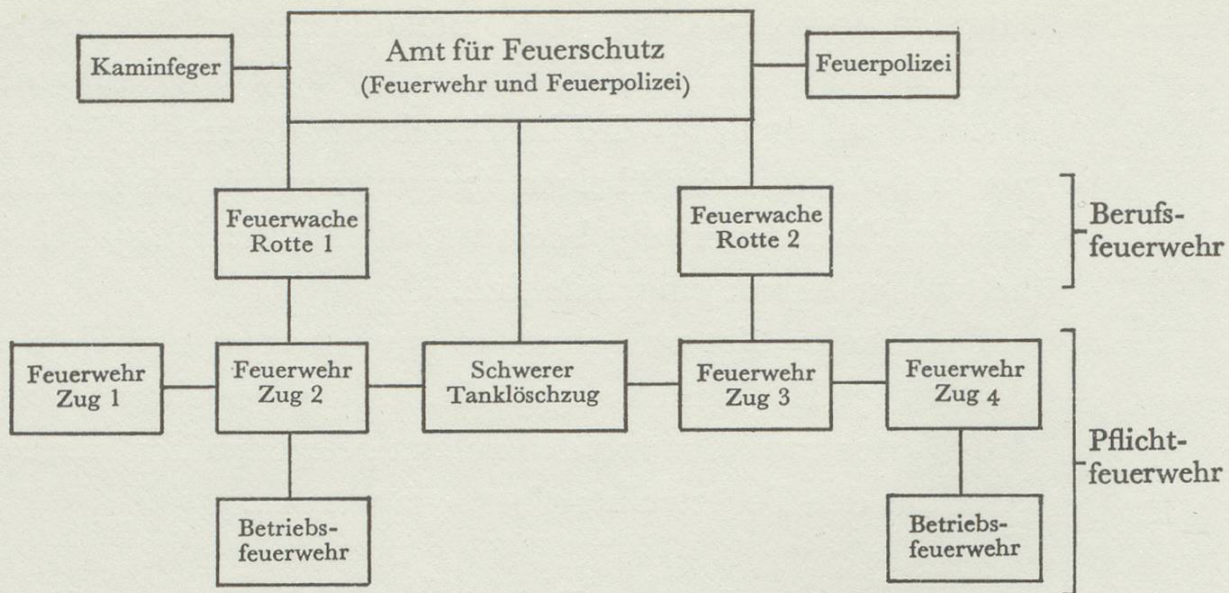 Amt für Feuerschutz
(Feuerwehr und Feuerpolizei)
Kaminfeger
Feuerpolizei
Feuerwache
Rotte 1
Feuerwache
Rotte 2
Berufs-
feuerwehr
Feuerwehr
Zug 1
Feuerwehr
Zug 2
Schwerer
Tanklöschzug
Feuerwehr
Zug 3
Feuerwehr
Zug 4
Pflicht-
feuerwehr
Betriebs-
feuerwehr
Betriebs-
feuerwehr